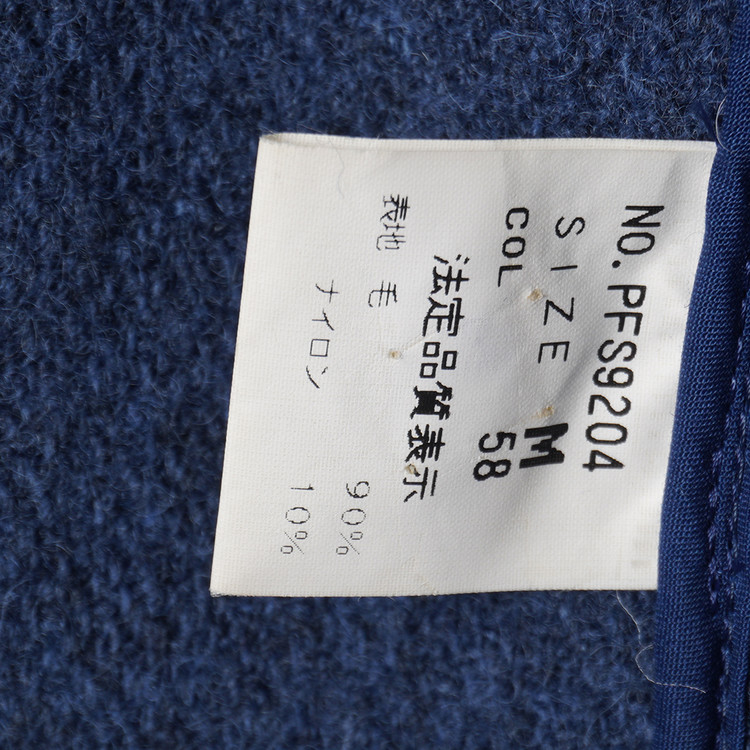 NO. PFS9204
SIZE M
COL 58
法定品質表示
表地 毛 90%
ナイロン 10%